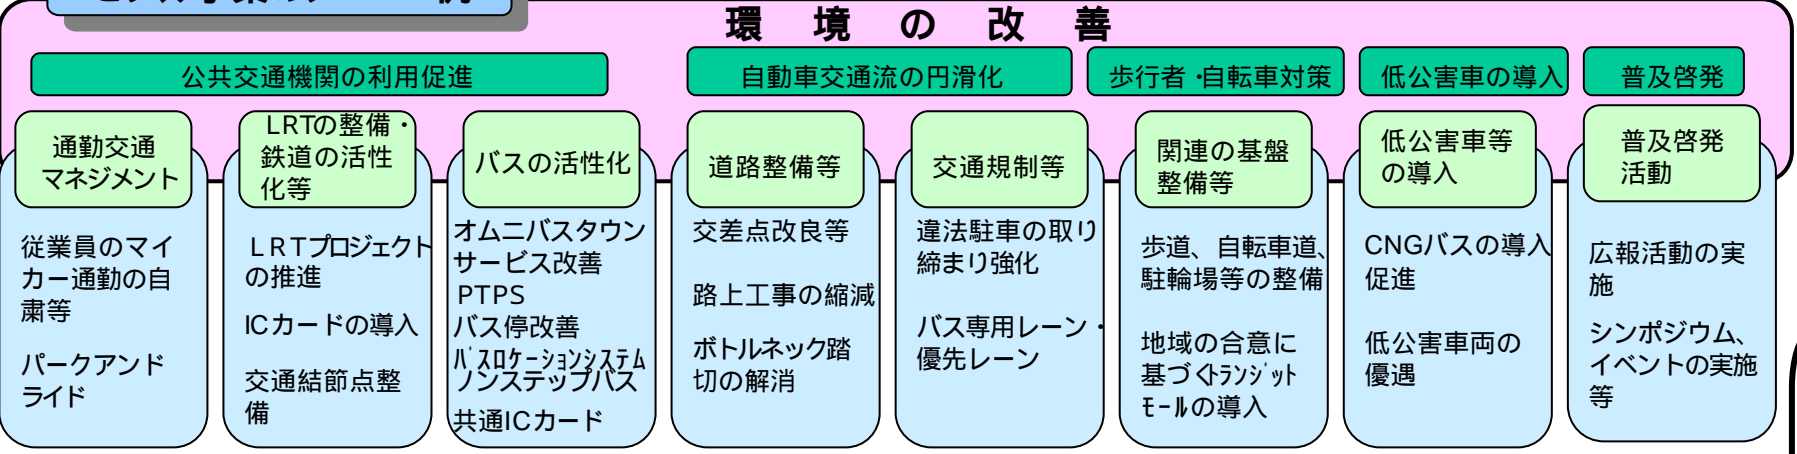 環境の改善
公共交通機関の利用促進
自動車交通流の円滑化
歩行者・自転車対策
低公害車の導入
普及啓発
通勤交通
マネジメント
従業員のマイ
カー通勤の自
粛等
パークアンド
ライド
LRTの整備・
鉄道の活性
化等
LRTプロジェクト
の推進
ICカードの導入
交通結節点整
備
バスの活性化
オムニバスタウン
サービス改善
PTPS
バス停改善
ﾊﾞｽﾛｹｰｼｮﾝｼｽﾃﾑ
ノンステップバス
共通ICカード
道路整備等
交差点改良等
路上工事の縮減
ボトルネック踏
切の解消
交通規制等
違法駐車の取り
締まり強化
バス専用レーン・
優先レーン
関連の基盤
整備等
歩道、自転車道、
駐輪場等の整備
地域の合意に
基づくﾄﾗﾝｼﾞｯﾄ
ﾓｰﾙの導入
低公害車等
の導入
CNGバスの導入
促進
低公害車両の
優遇
普及啓発
活動
広報活動の実
施
シンポジウム、
イベントの実施
等